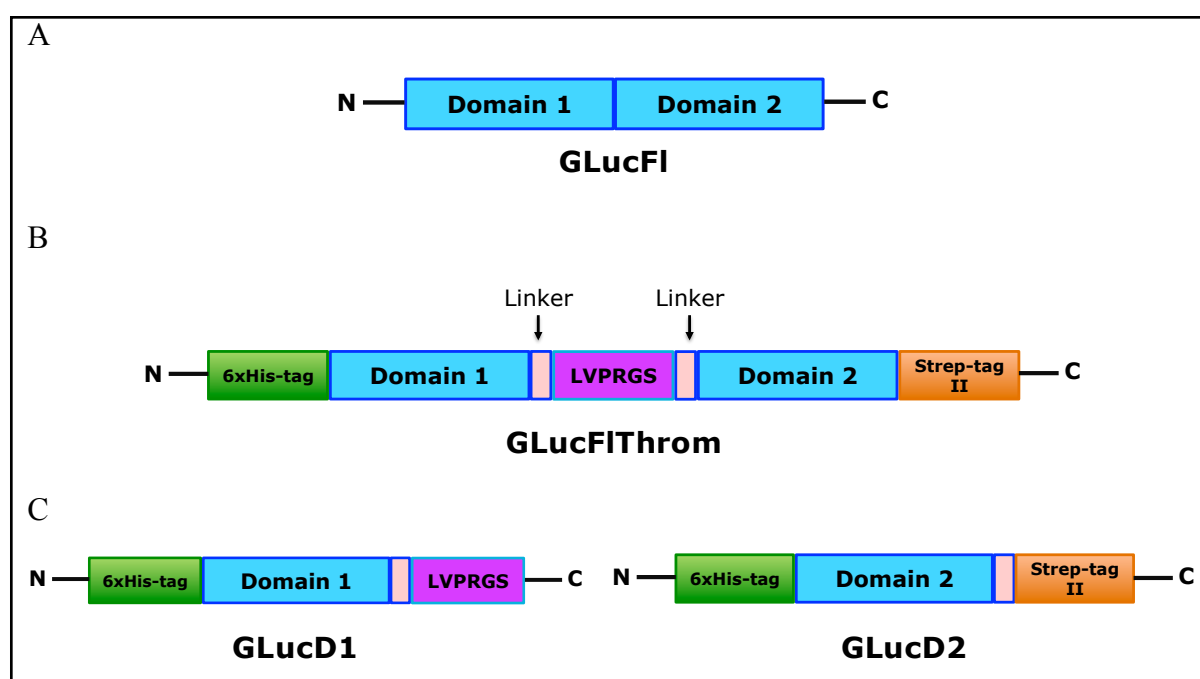 A
N Domain 1 Domain 2 C
GLucFl
B
Linker Linker
N 6xHis-tag Domain 1 LVPRGS Domain 2 Strep-tag II C
GLucFlThrom
C
N 6xHis-tag Domain 1 LVPRGS C
GLucD1
N 6xHis-tag Domain 2 Strep-tag II C
GLucD2